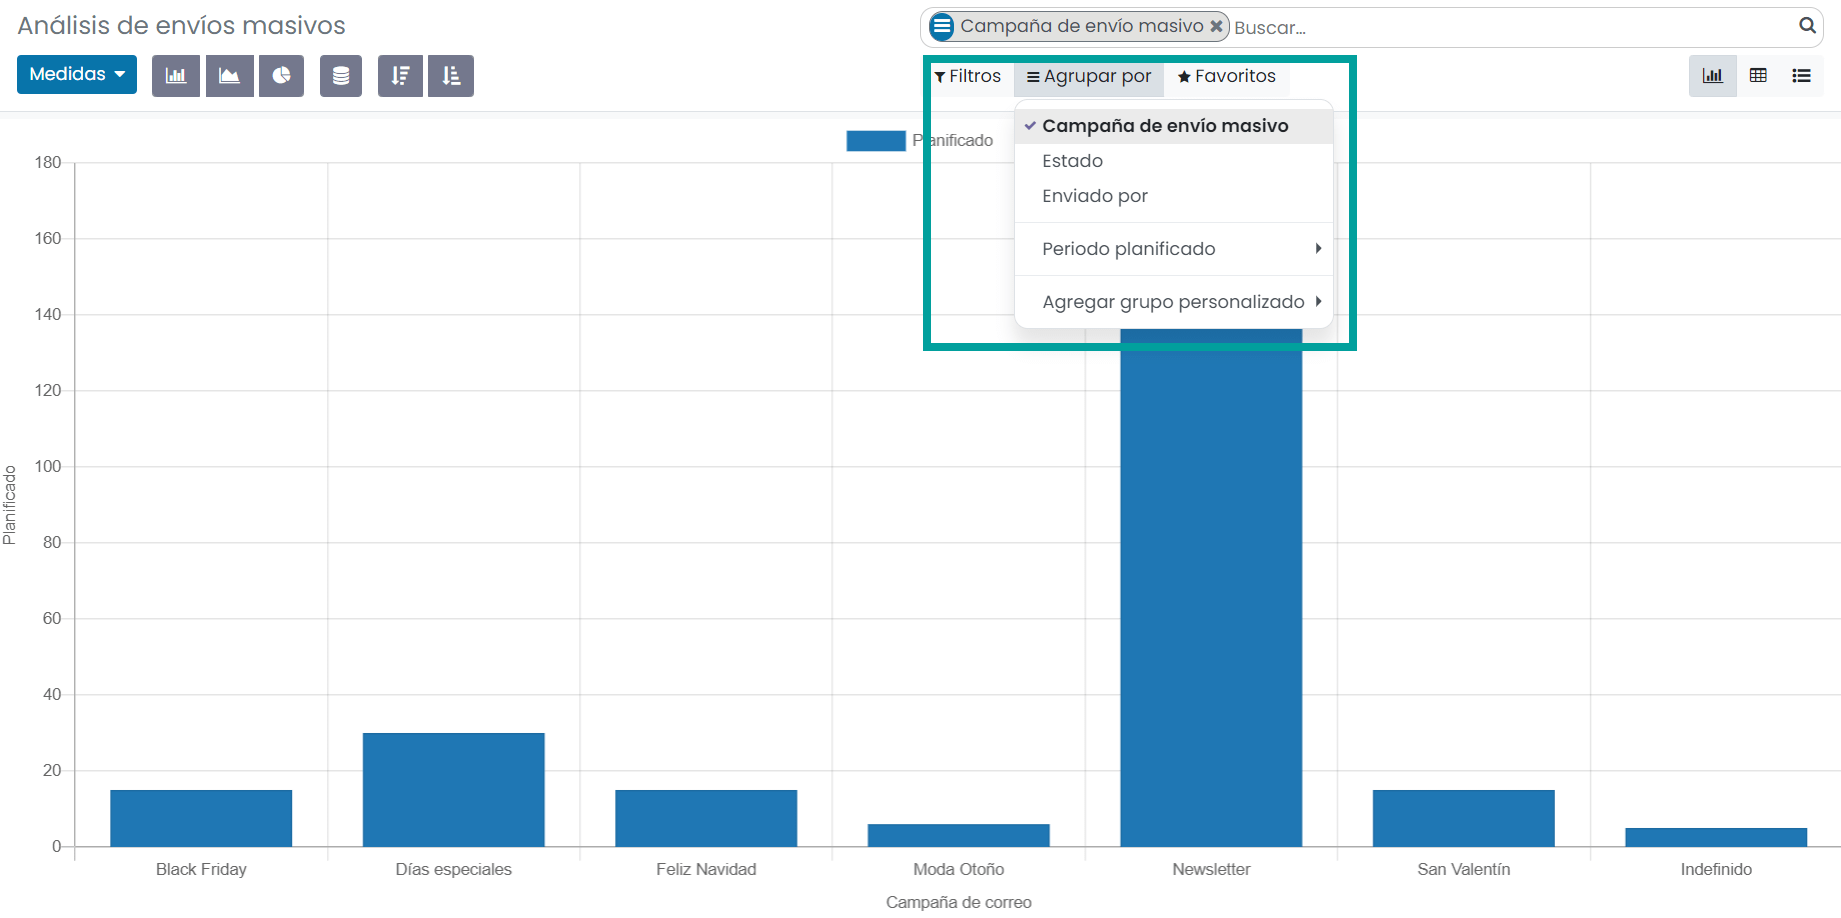 Análisis de envíos masivos
Campaña de envío masivo
Buscar...
Medidas
Filtros
Agrupar por
Favoritos
Campaña de envío masivo
Estado
Enviado por
Periodo planificado
Agregar grupo personalizado
Planificado
180
160
140
120
100
80
60
40
20
0
Planificado
Black Friday
Días especiales
Feliz Navidad
Moda Otoño
Newsletter
San Valentín
Indefinido
Campaña de correo